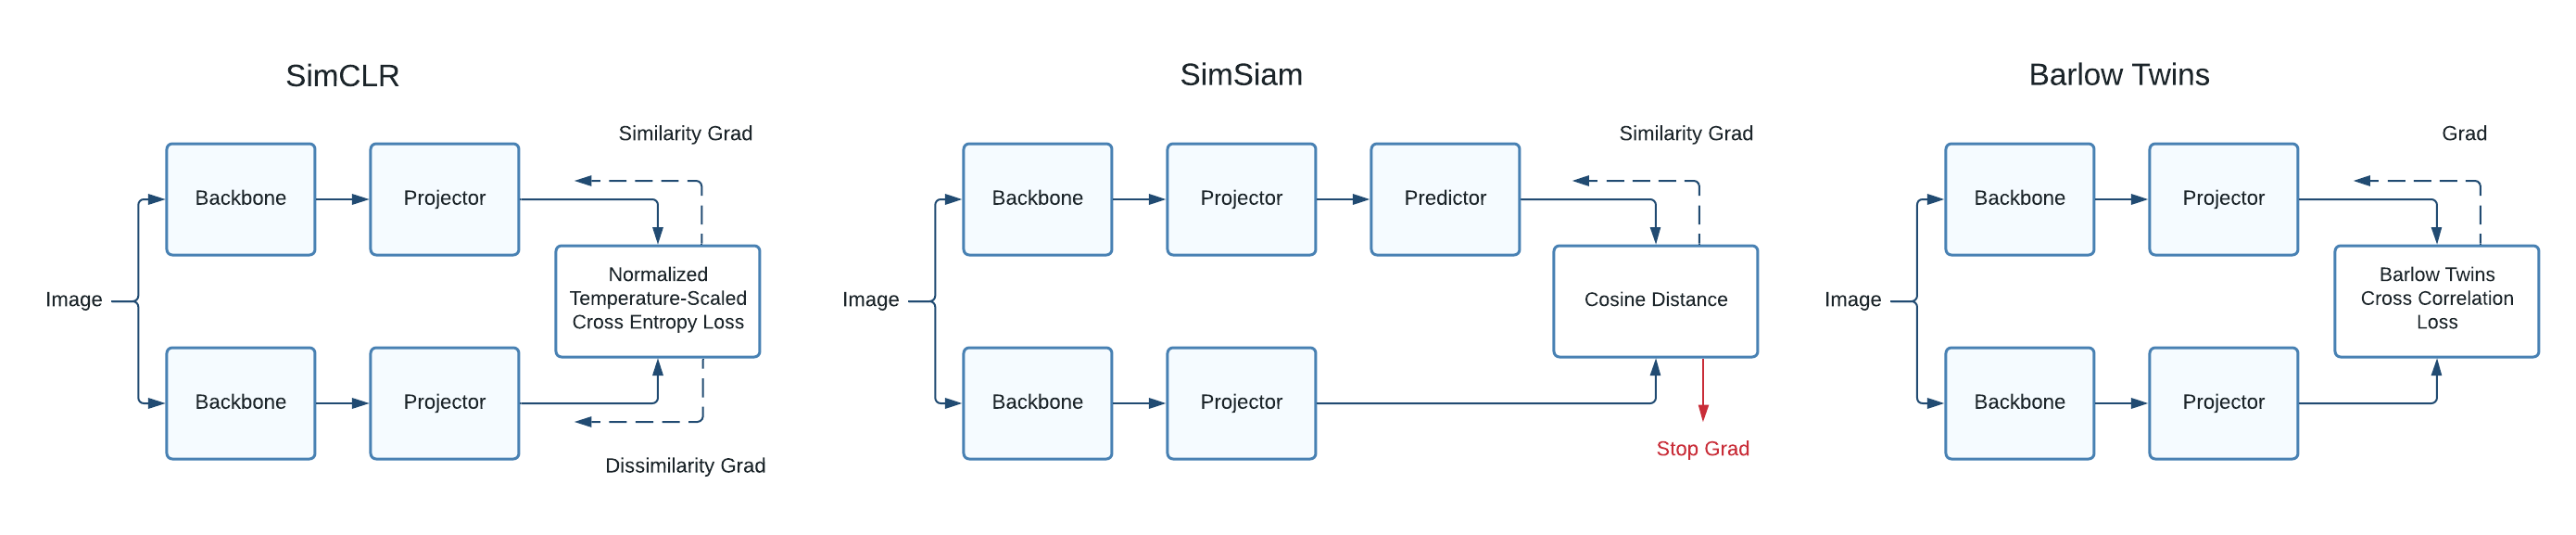 SimCLR
Similarity Grad
Backbone
Projector
Image
Normalized
Temperature-Scaled
Cross Entropy Loss
Backbone
Projector
Dissimilarity Grad
SimSiam
Similarity Grad
Backbone
Projector
Predictor
Image
Cosine Distance
Backbone
Projector
Stop Grad
Barlow Twins
Grad
Backbone
Projector
Image
Barlow Twins
Cross Correlation
Loss
Backbone
Projector